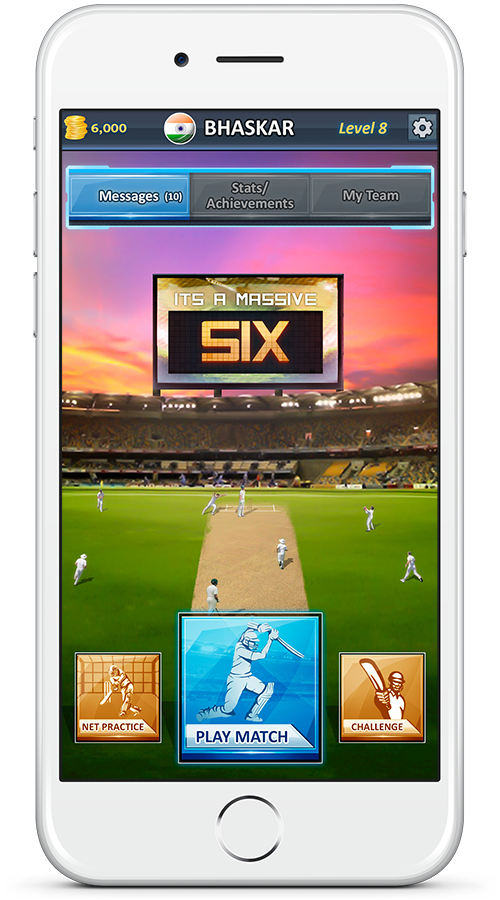 6,000
BHASKAR
Level 8
Messages (10)
Stats/
Achievements
My Team
ITS A MASSIVE
SIX
NET PRACTICE
PLAY MATCH
CHALLENGE